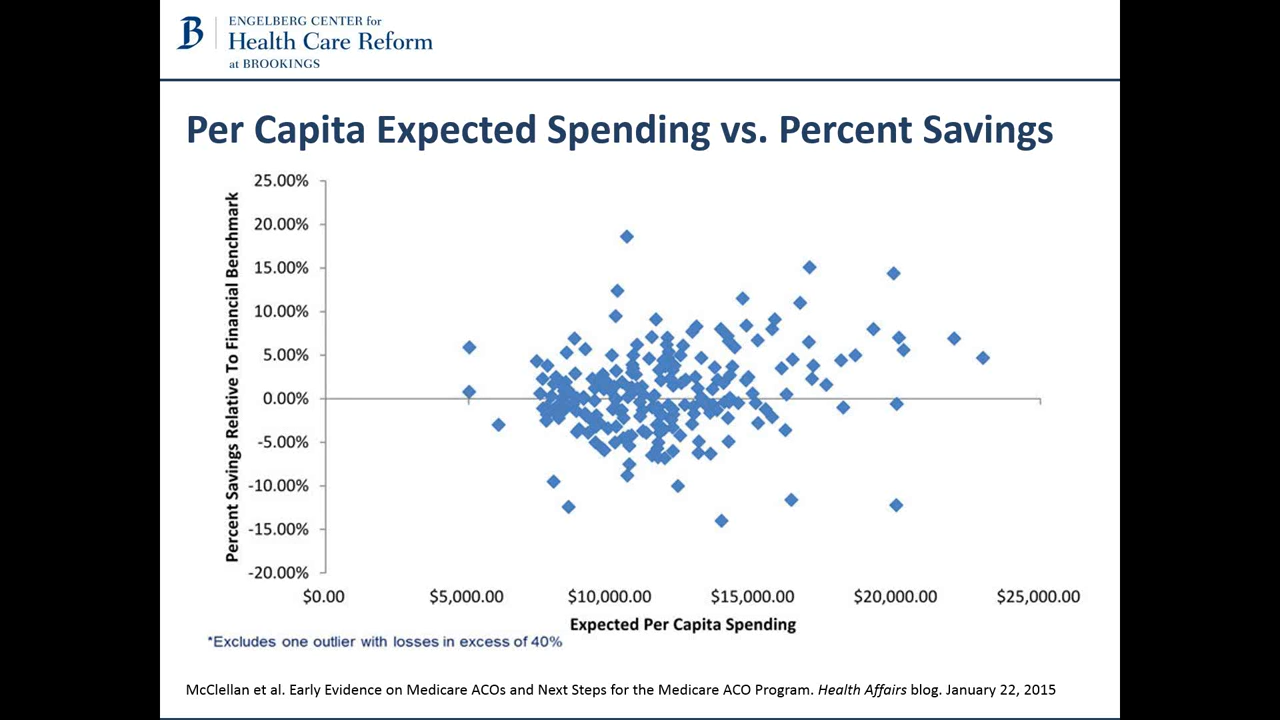 B
ENGELBERG CENTER for
Health Care Reform
at BROOKINGS
Per Capita Expected Spending vs. Percent Savings
Percent Savings Relative To Financial Benchmark
25.00%
20.00%
15.00%
10.00%
5.00%
0.00%
-5.00%
-10.00%
-15.00%
-20.00%
$0.00 $5,000.00 $10,000.00 $15,000.00 $20,000.00 $25,000.00
Expected Per Capita Spending
*Excludes one outlier with losses in excess of 40%
McClellan et al. Early Evidence on Medicare ACOs and Next Steps for the Medicare ACO Program. Health Affairs blog. January 22, 2015